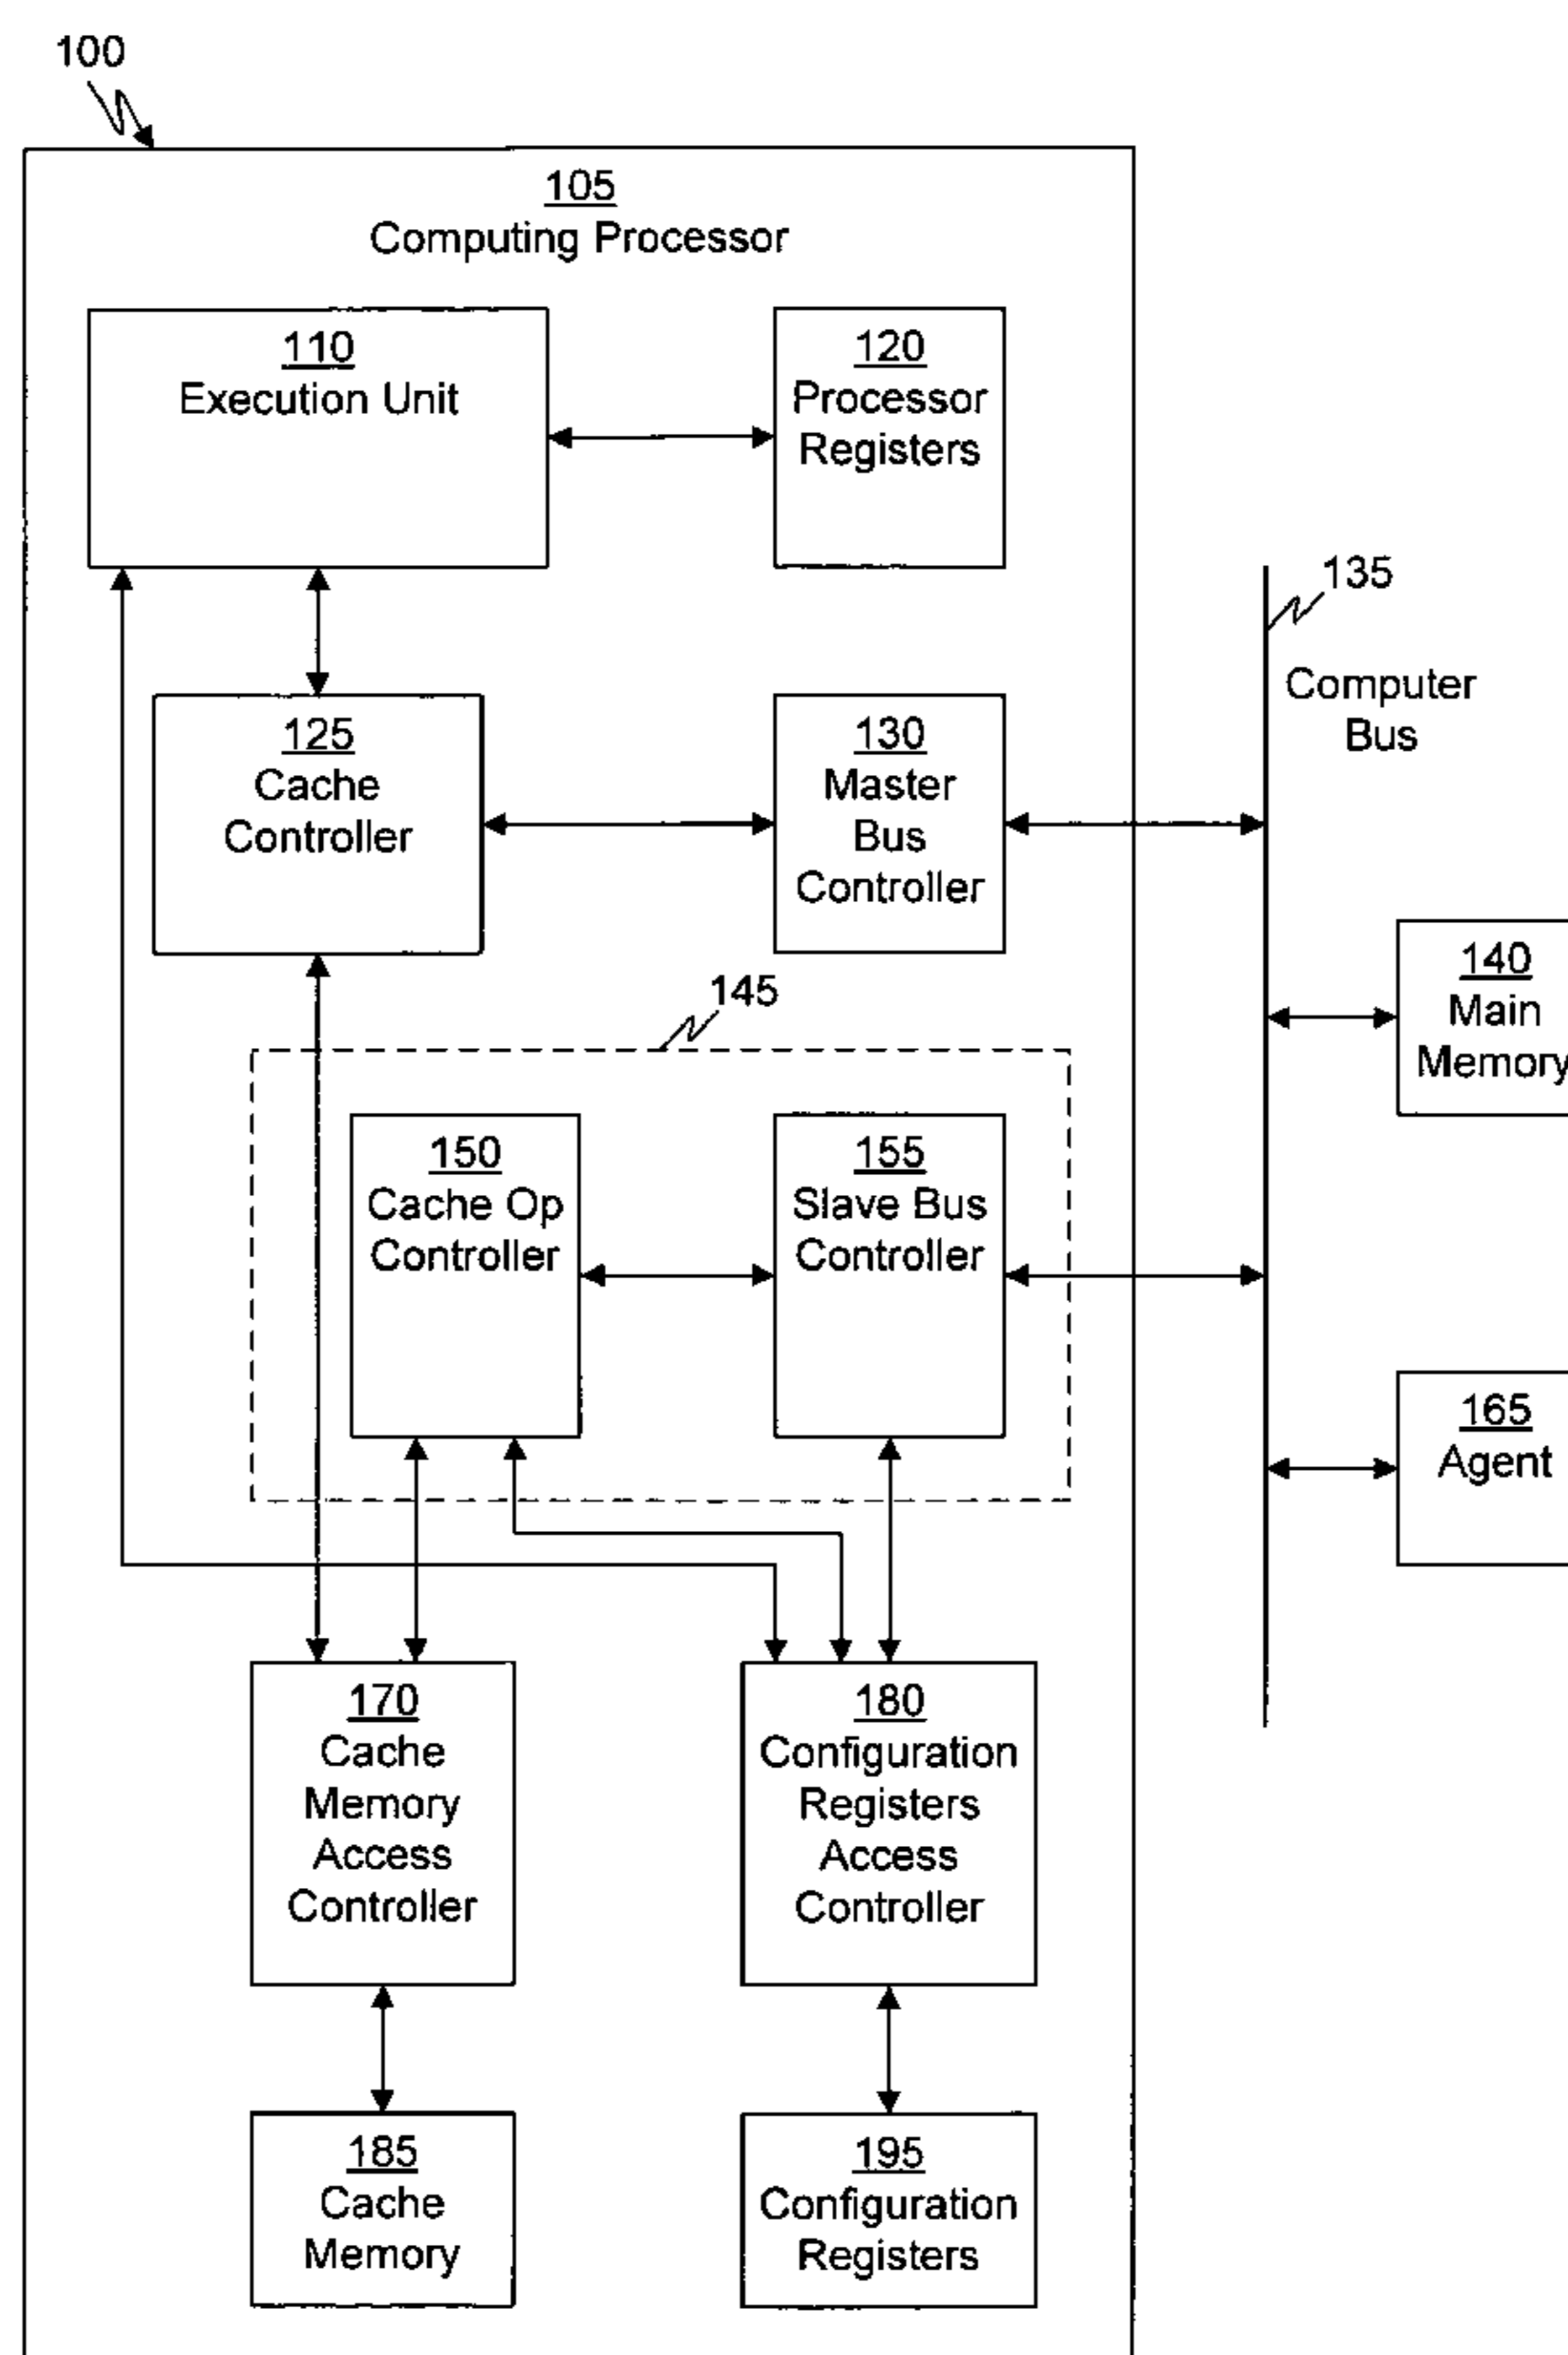 100
105
Computing Processor
110
Execution Unit
120
Processor
Registers
135
Computer
Bus
125
Cache
Controller
130
Master
Bus
Controller
140
Main
Memory
145
150
Cache Op
Controller
155
Slave Bus
Controller
165
Agent
170
Cache
Memory
Access
Controller
180
Configuration
Registers
Access
Controller
185
Cache
Memory
195
Configuration
Registers